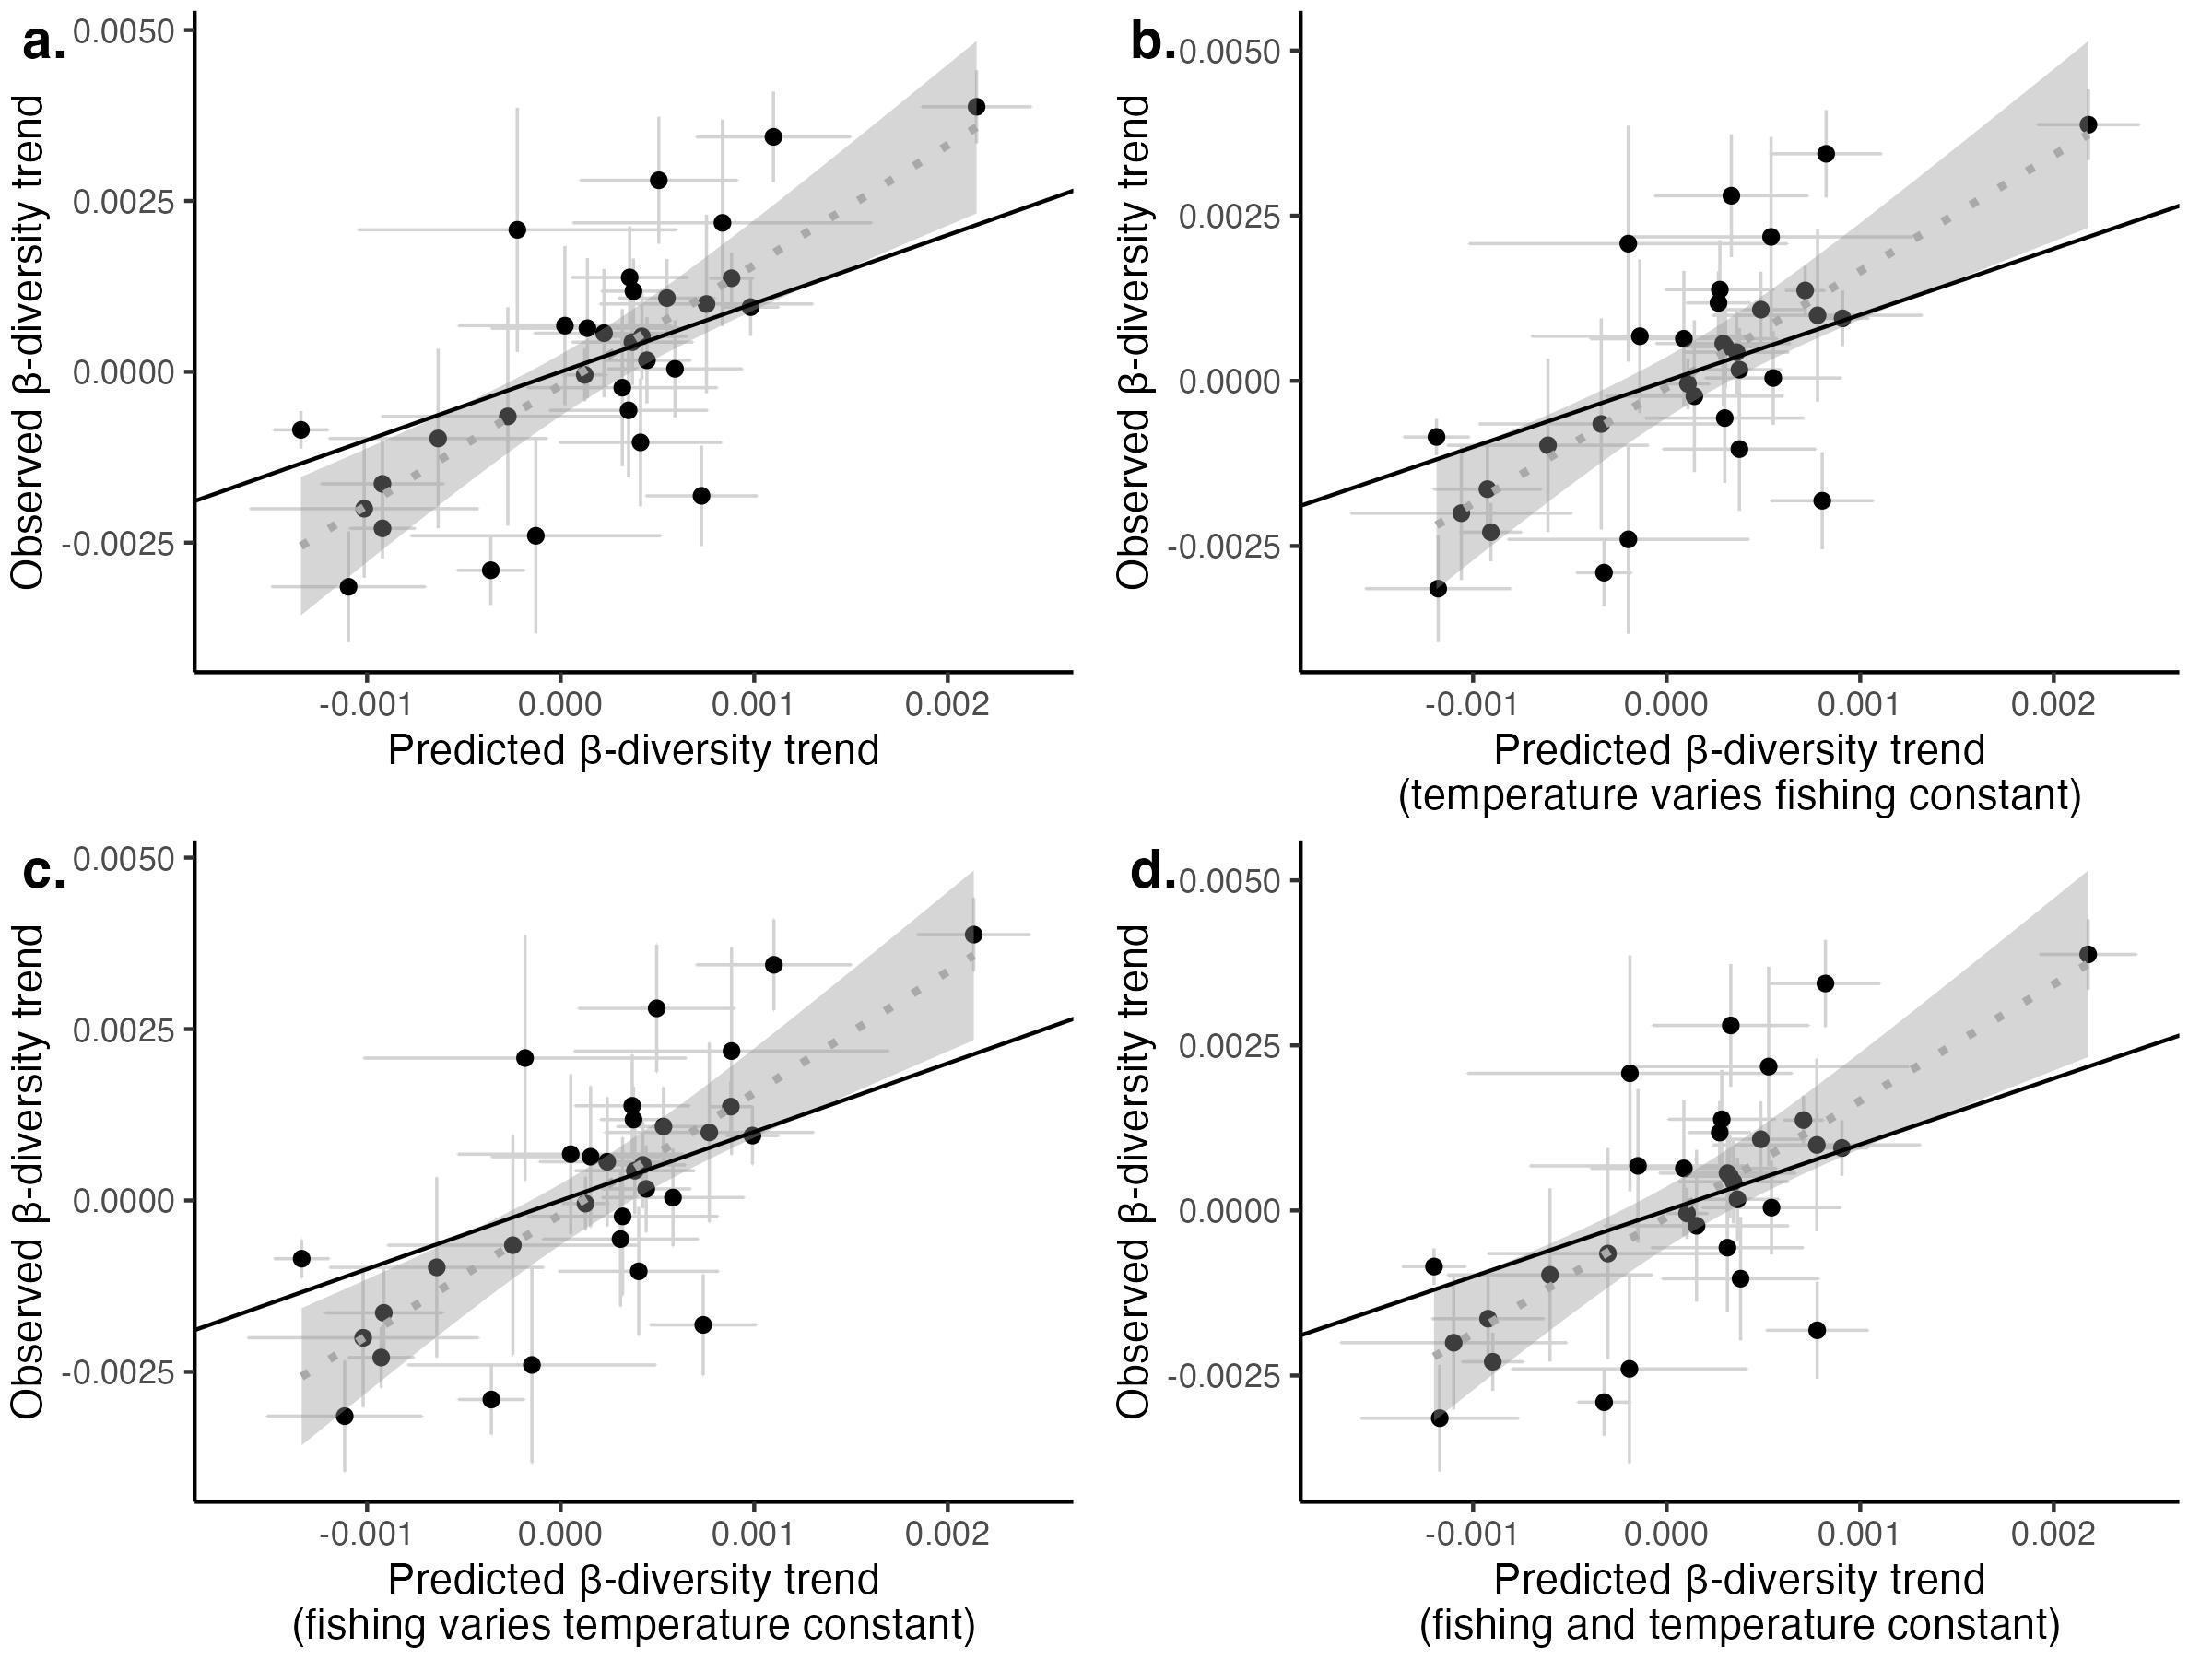 a.
0.0050
0.0025
0.0000
-0.0025
Observed β-diversity trend
-0.001 0.000 0.001 0.002
Predicted β-diversity trend
b.
0.0050
0.0025
0.0000
-0.0025
Observed β-diversity trend
-0.001 0.000 0.001 0.002
Predicted β-diversity trend
(temperature varies fishing constant)
c.
0.0050
0.0025
0.0000
-0.0025
Observed β-diversity trend
-0.001 0.000 0.001 0.002
Predicted β-diversity trend
(fishing varies temperature constant)
d.
0.0050
0.0025
0.0000
-0.0025
Observed β-diversity trend
-0.001 0.000 0.001 0.002
Predicted β-diversity trend
(fishing and temperature constant)